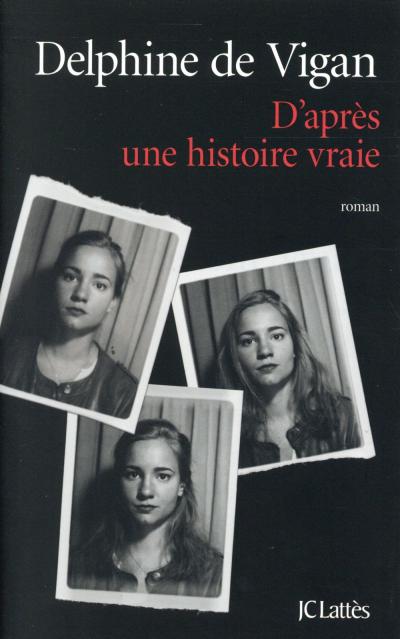 Delphine de Vigan
D'après
une histoire vraie
roman
JC Lattès